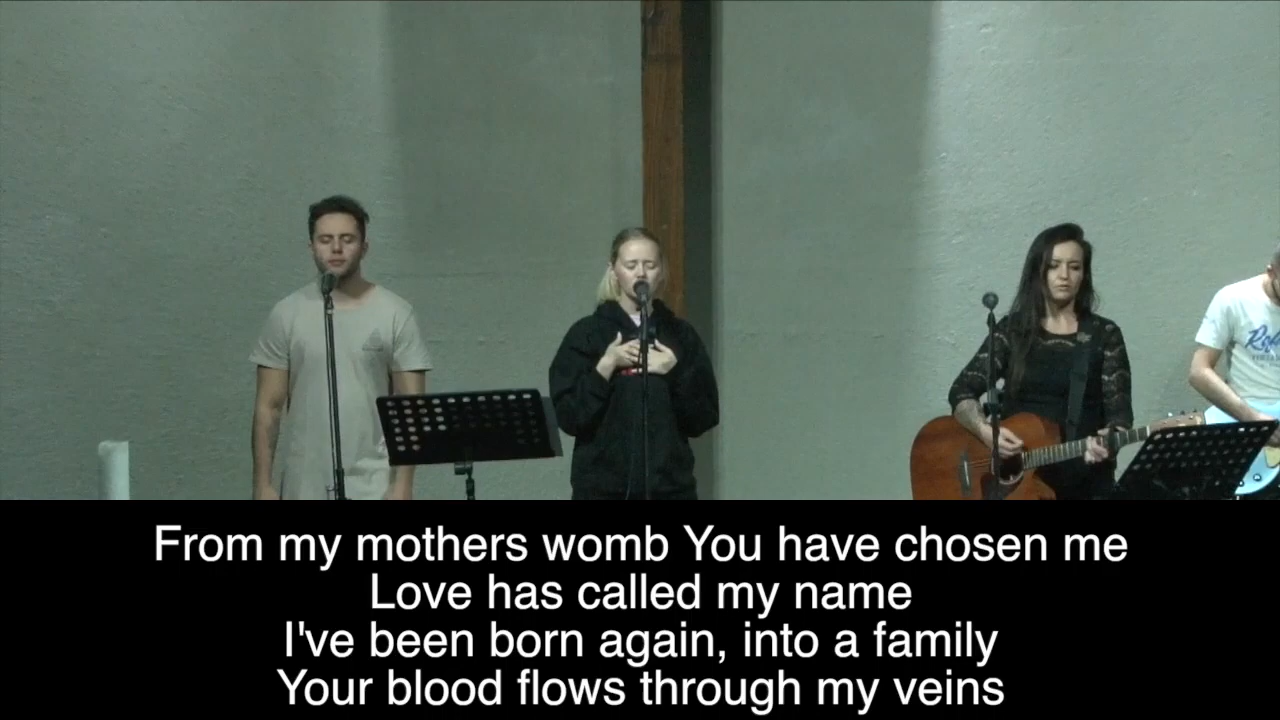 From my mothers womb You have chosen me
Love has called my name
I've been born again, into a family
Your blood flows through my veins